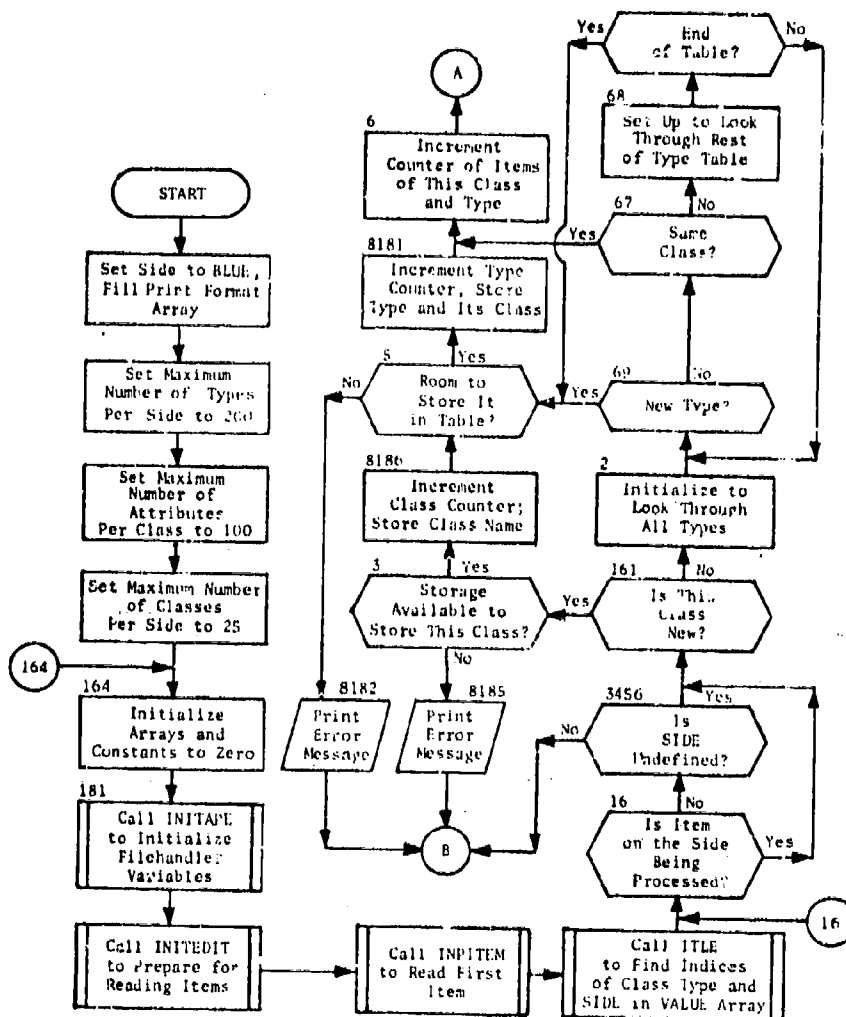 START
Set Side to BLUE,
Fill Print Format
Array
Set Maximum
Number of Types
Per Side to 200
Set Maximum
Number of
Attributes
Per Class to 100
Set Maximum Number
of Classes
Per Side to 25
164
164
Initialize
Arrays and
Constants to Zero
181
Call INITAPE
to Initialize
Filehandler
Variables
Call INITEDIT
to Prepare for
Reading Items
Call INPITEM
to Read First
Item
Call ITLE
to Find Indices
of Class Type and
SIDE in VALUE Array
16
16
Is Item
on the Side
Being
Processed?
Yes
No
3456
Is
SIDE
Undefined?
Yes
No
161
Is This
Class
New?
Yes
No
2
Initialize to
Look Through
All Types
69
New Type?
Yes
No
67
Same
Class?
Yes
No
68
Set Up to Look
Through Rest
of Type Table
End
of Table?
Yes
No
A
6
Increment
Counter of Items
of This Class
and Type
8181
Increment Type
Counter, Store
Type and Its Class
5
Room to
Store It
in Table?
Yes
No
8186
Increment
Class Counter;
Store Class Name
3
Storage
Available to
Store This Class?
Yes
No
8182
Print
Error
Message
8185
Print
Error
Message
B